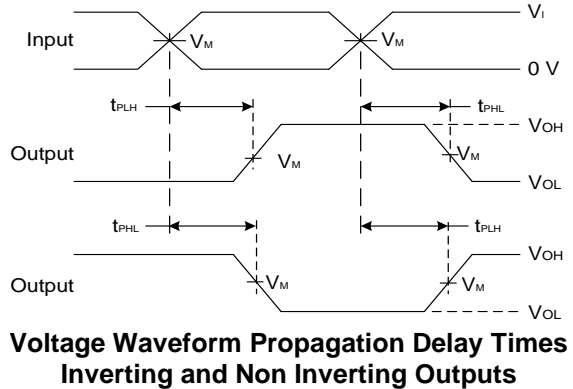 VI
Input
VM
VM
0 V
tPLH
tPHL
VOH
Output
VM
VM
VOL
tPHL
tPLH
VOH
Output
VM
VM
VOL
Voltage Waveform Propagation Delay Times
Inverting and Non Inverting Outputs